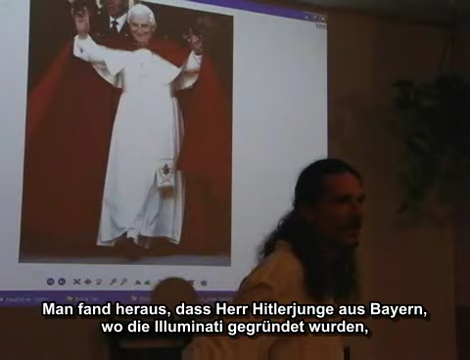 Man fand heraus, dass Herr Hitlerjunge aus Bayern,
wo die Illuminati gegründet wurden,